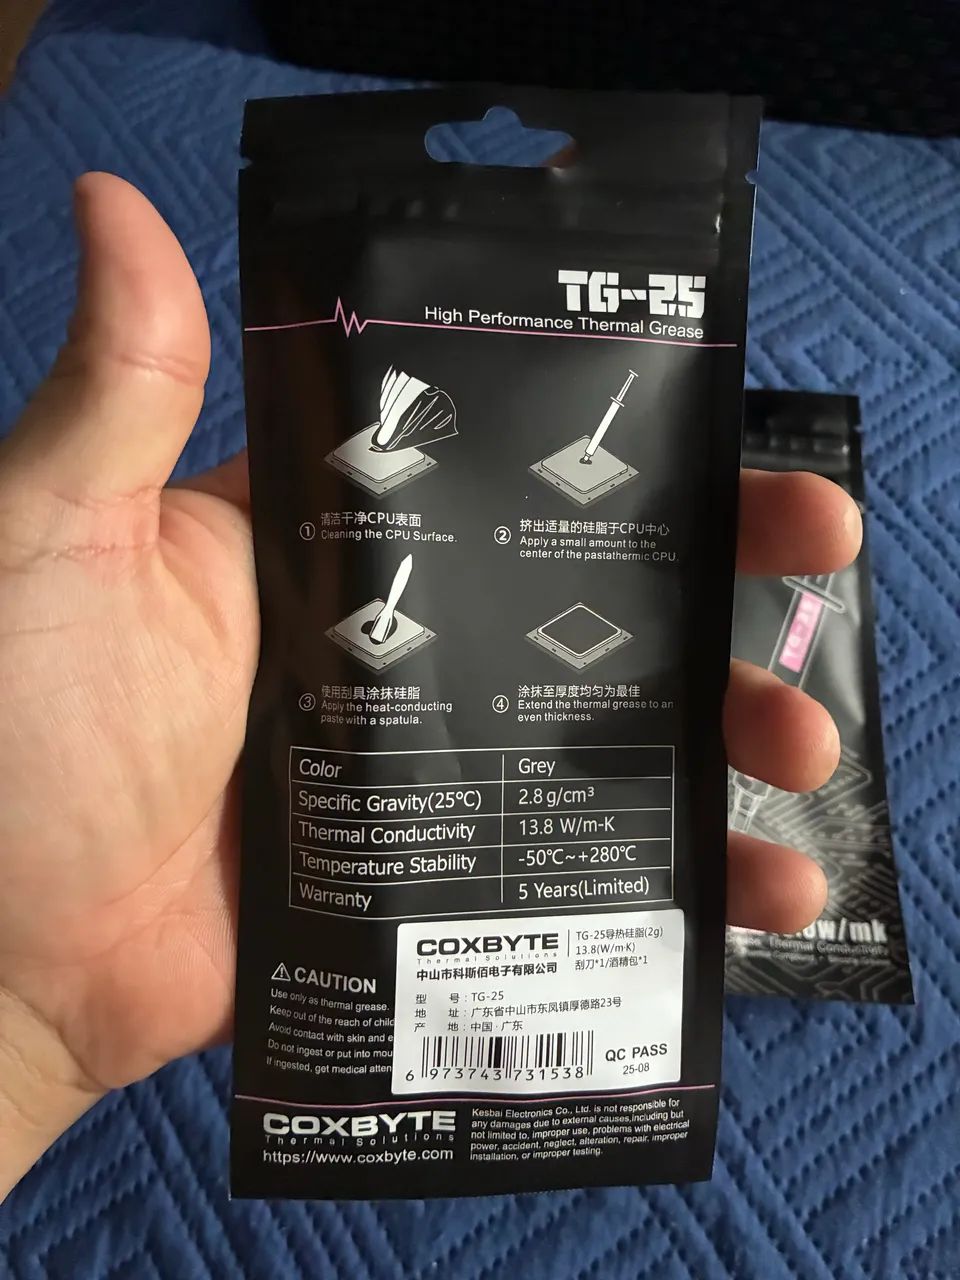 TG-25
High Performance Thermal Grease
① 清洁干净CPU表面
Cleaning the CPU Surface.
② 挤出适量的硅脂于CPU中心
Apply a small amount to the
center of the pastathermic CPU.
③ 使用刮具涂抹硅脂
Apply the heat-conducting
paste with a spatula.
④ 涂抹至厚度均匀为最佳
Extend the thermal grease to an
even thickness.
Color Grey
Specific Gravity(25℃) 2.8 g/cm³
Thermal Conductivity 13.8 W/m-K
Temperature Stability -50℃~+280℃
Warranty 5 Years(Limited)
CAUTION
Use only as thermal grease.
Keep out of the reach of
Avoid contact with skin and
Do not ingest or put into
If ingested, get medical
COXBYTE
Thermal Solutions
中山市科斯佰电子有限公司
TG-25导热硅脂(2g)
13.8(W/m·K)
刮刀*1/酒精包*1
型 号: TG-25
地 址: 广东省中山市东凤镇厚德路23号
产 地: 中国·广东
6 973743 731538
QC PASS
25-08
COXBYTE
Thermal Solutions
https://www.coxbyte.com
Kesbai Electronics Co., Ltd. is not responsible for
any damages due to external causes,including but
not limited to, improper use, problems with electrical
power, accident, neglect, alteration, repair, improper
installation, or improper testing.
TG-25
w/mk
Thermal Conductivity